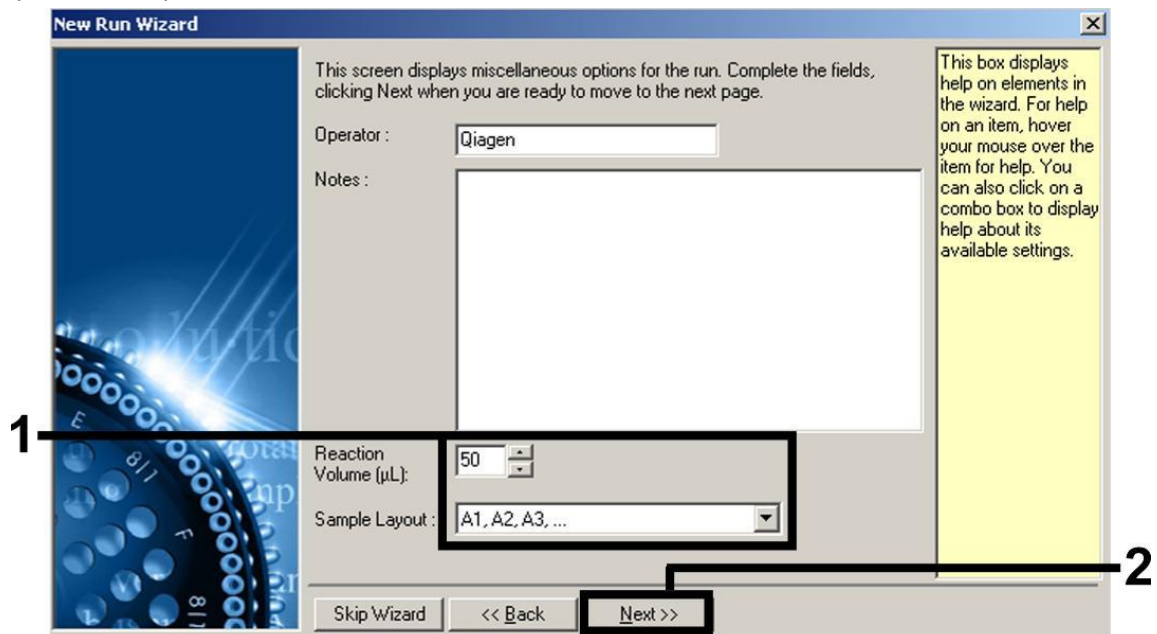 New Run Wizard
This screen displays miscellaneous options for the run. Complete the fields,
clicking Next when you are ready to move to the next page.
Operator :
Qiagen
Notes :
Reaction
Volume (µL):
50
Sample Layout :
A1, A2, A3, ...
Skip Wizard
<< Back
Next >>
This box displays
help on elements in
the wizard. For help
on an item, hover
your mouse over the
item for help. You
can also click on a
combo box to display
help about its
available settings.
1
2
E
8|1
F
8|1